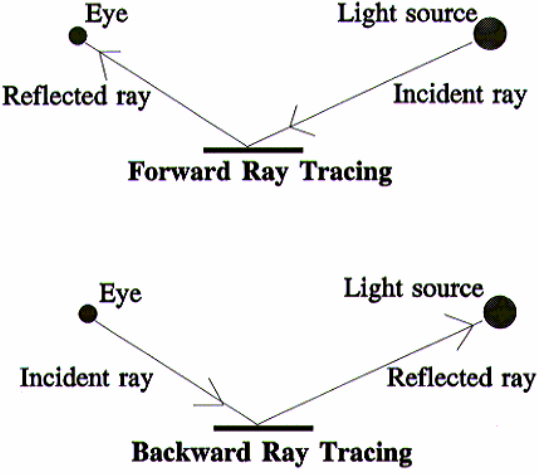 Eye
Light source
Reflected ray
Incident ray
Forward Ray Tracing
Eye
Light source
Incident ray
Reflected ray
Backward Ray Tracing